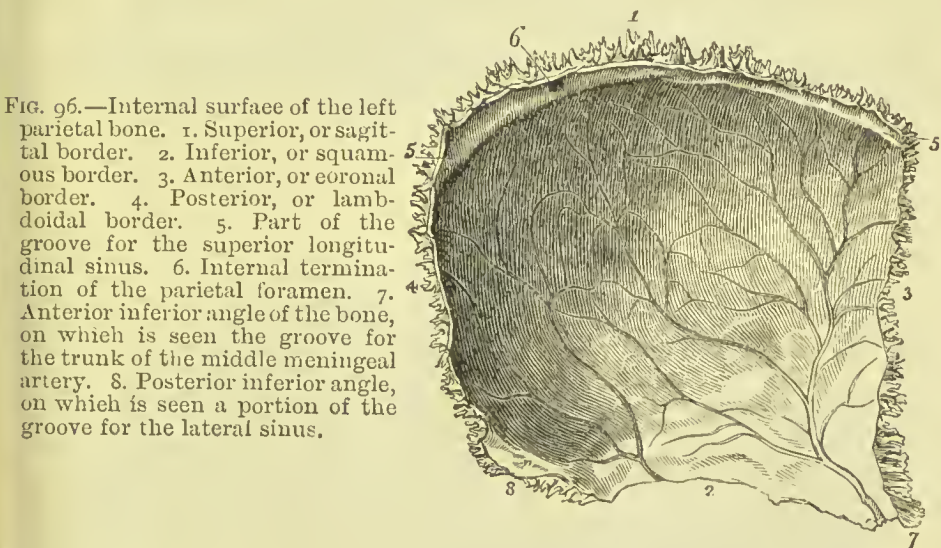 FIG. 96.—Internal surfaee of the left
parietal bone. 1. Superior, or sagit-
tal border. 2. Inferior, or squam-
ous border. 3. Anterior, or eoronal
border. 4. Posterior, or lamb-
doidal border. 5. Part of the
groove for the superior longitu-
dinal sinus. 6. Internal termina-
tion of the parietal foramen. 7.
Anterior inferior angle of the bone,
on which is seen the groove for
the trunk of the middle meningeal
artery. 8. Posterior inferior angle,
on which is seen a portion of the
groove for the lateral sinus.
1
6
5
5
4
3
8
2
7